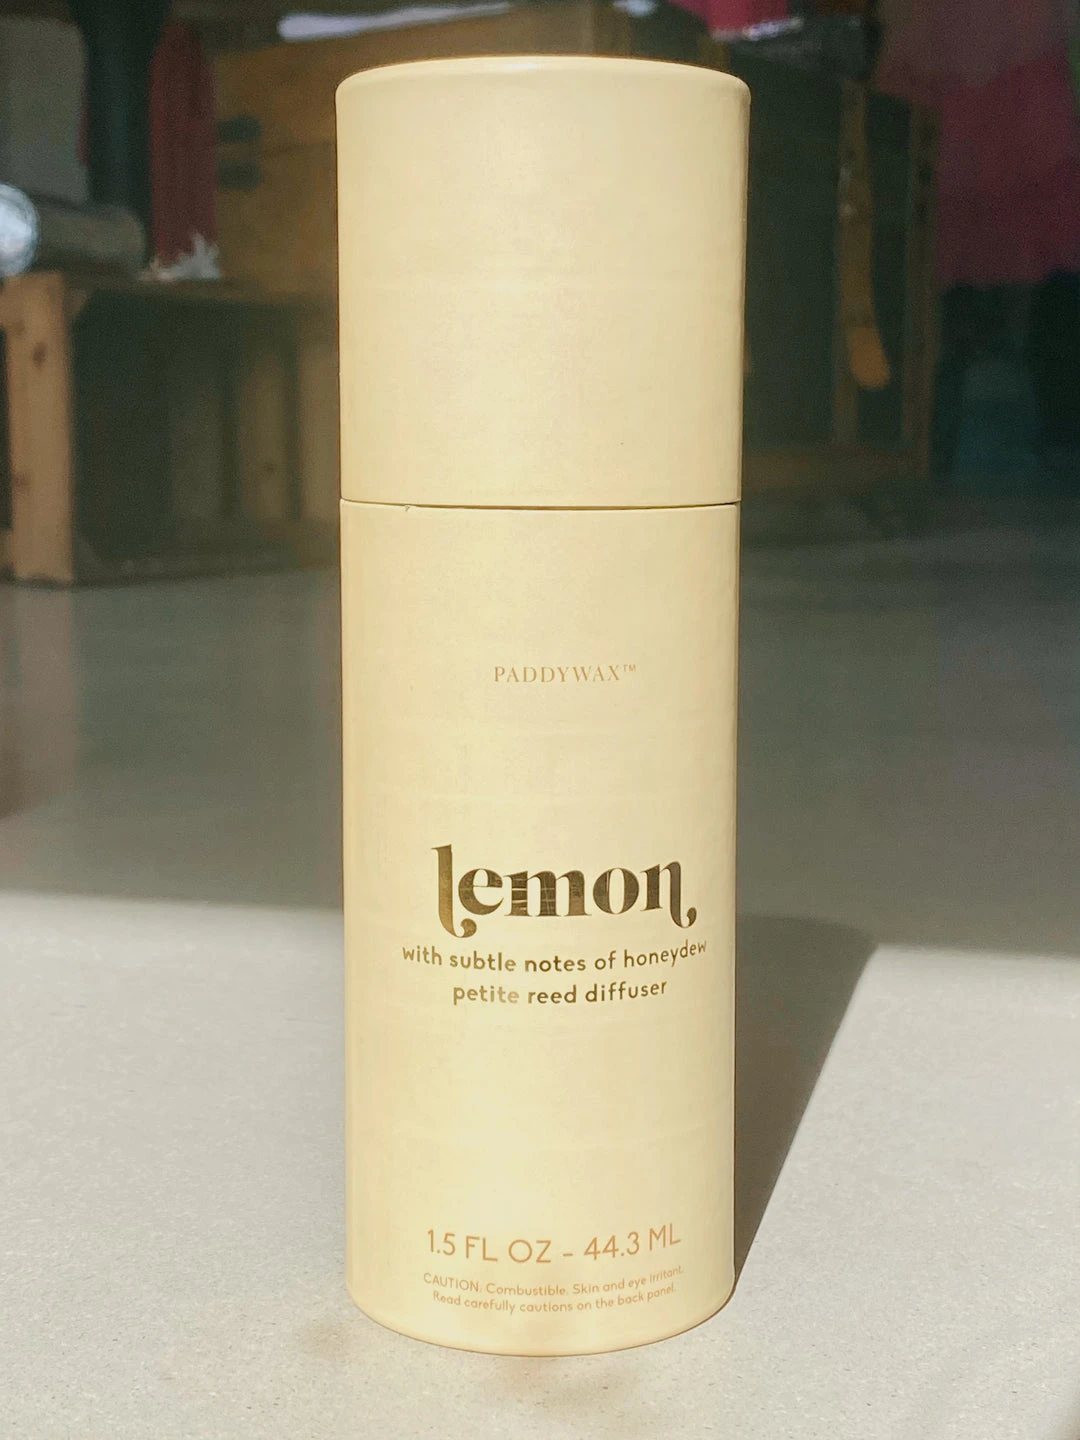 PADDYWAX™
lemon
with subtle notes of honeydew
petite reed diffuser
1.5 FL OZ - 44.3 ML
CAUTION: Combustible. Skin and eye irritant.
Read carefully cautions on the back panel.